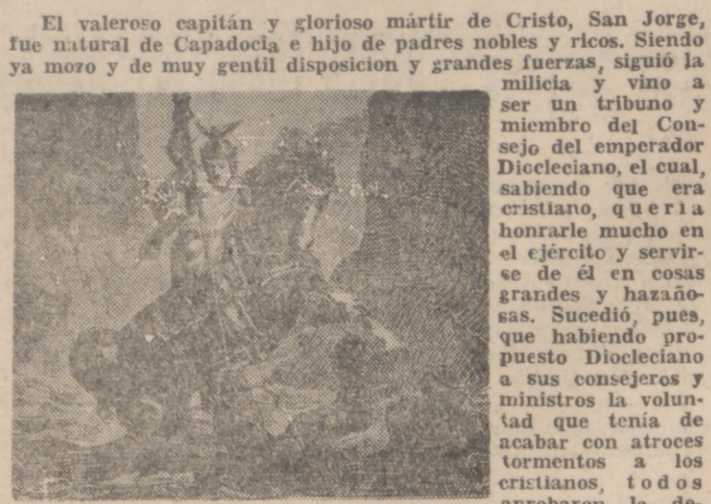 El valeroso capitán y glorioso mártir de Cristo, San Jorge,
fue natural de Capadocia e hijo de padres nobles y ricos. Siendo
ya mozo y de muy gentil disposicion y grandes fuerzas, siguió la
milicia y vino a
ser un tribuno y
miembro del Con-
sejo del emperador
Diocleciano, el cual,
sabiendo que era
cristiano, quería
honrarle mucho en
el ejército y servir-
se de él en cosas
grandes y hazaño-
sas. Sucedió, pues,
que habiendo pro-
puesto Diocleciano
a sus consejeros y
ministros la volun-
tad que tenía de
acabar con atroces
tormentos a los
cristianos, todos
aprobaron la de-